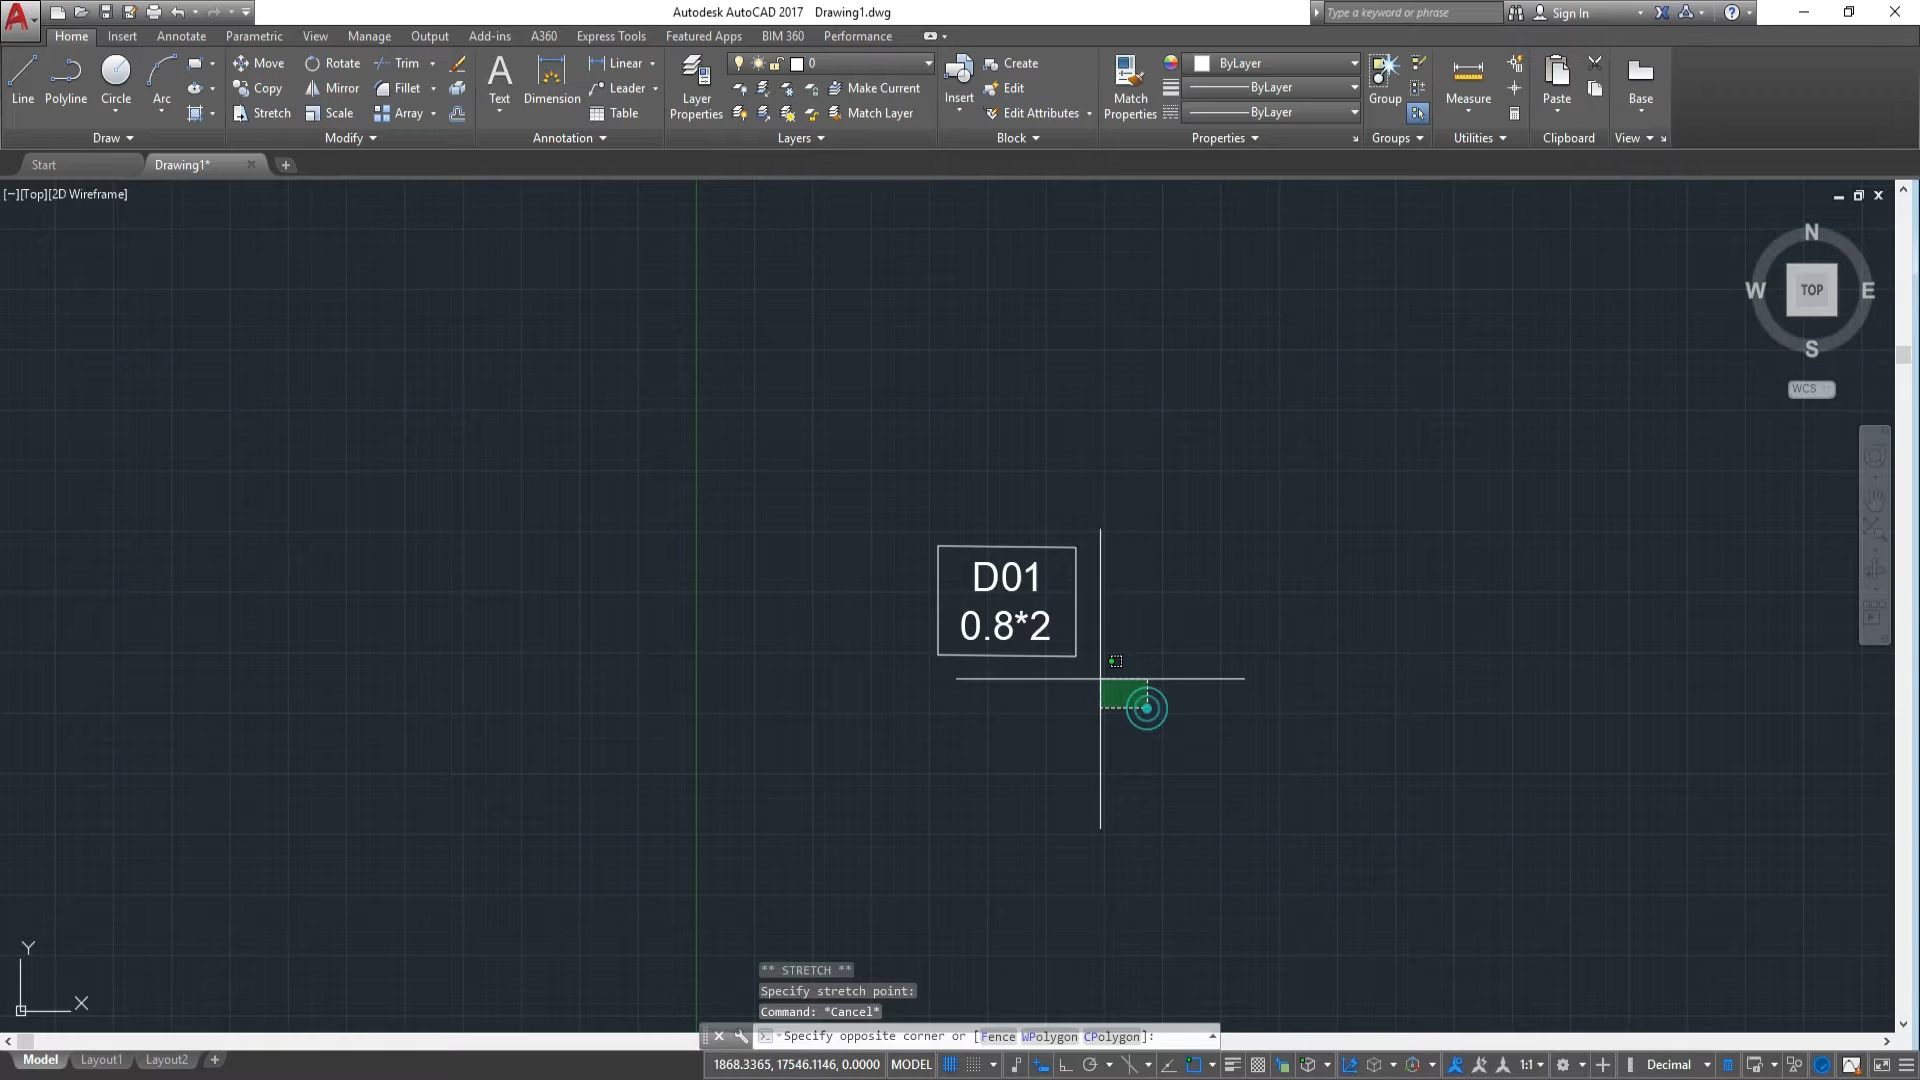 Autodesk AutoCAD 2017 Drawing1.dwg
Type a keyword or phrase
Sign In
Home Insert Annotate Parametric View Manage Output Add-ins A360 Express Tools Featured Apps BIM 360 Performance
Line
Polyline
Circle
Arc
Draw
Move Rotate Trim
Copy Mirror Fillet
Stretch Scale Array
Modify
Text
Dimension
Linear
Leader
Table
Annotation
Layer
Properties
0
Make Current
Match Layer
Layers
Insert
Create
Edit
Edit Attributes
Block
Match
Properties
ByLayer
ByLayer
ByLayer
Properties
Group
Groups
Measure
Utilities
Paste
Clipboard
Base
View
Start Drawing1*
[−][Top][2D Wireframe]
N
W TOP E
S
WCS
D01
0.8*2
Y
X
** STRETCH **
Specify stretch point:
Command: *Cancel*
Specify opposite corner or [Fence WPolygon CPolygon]:
Model Layout1 Layout2
1868.3365, 17546.1146, 0.0000 MODEL 1:1 Decimal